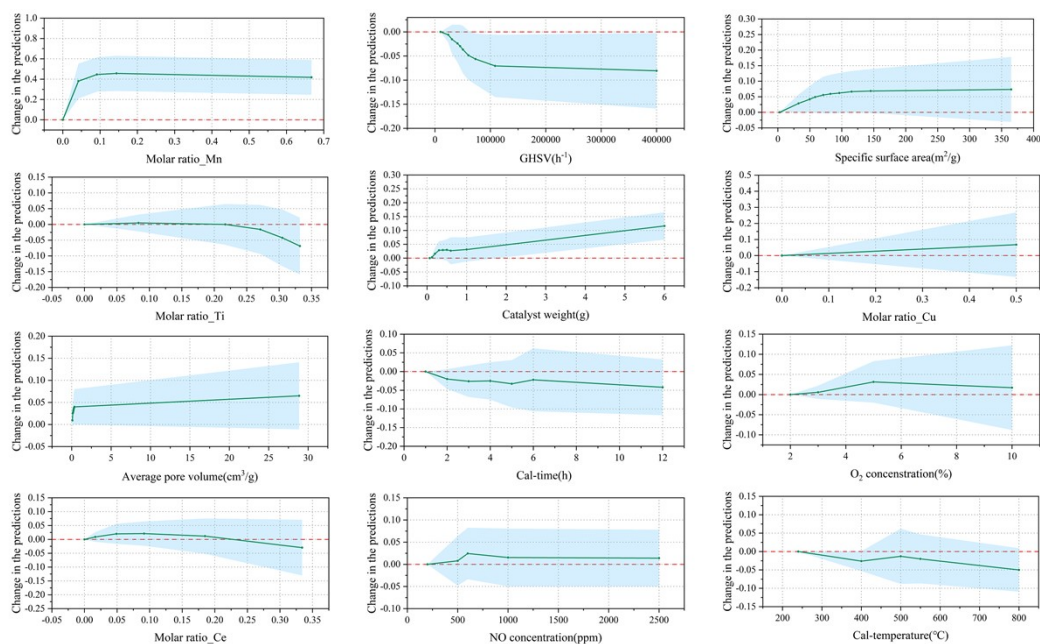 Change in the predictions
1.0
0.8
0.6
0.4
0.2
0.0
0.0 0.1 0.2 0.3 0.4 0.5 0.6 0.7
Molar ratio_Mn
Change in the predictions
0.00
-0.05
-0.10
-0.15
-0.20
0 100000 200000 300000 400000
GHSV(h⁻¹)
Change in the predictions
0.30
0.25
0.20
0.15
0.10
0.05
0.00
-0.05
0 50 100 150 200 250 300 350 400
Specific surface area(m²/g)
Change in the predictions
0.15
0.10
0.05
0.00
-0.05
-0.10
-0.15
-0.20
-0.05 0.00 0.05 0.10 0.15 0.20 0.25 0.30 0.35
Molar ratio_Ti
Change in the predictions
0.30
0.25
0.20
0.15
0.10
0.05
0.00
-0.05
-0.10
0 1 2 3 4 5 6
Catalyst weight(g)
Change in the predictions
0.5
0.4
0.3
0.2
0.1
0.0
-0.1
-0.2
0.0 0.1 0.2 0.3 0.4 0.5
Molar ratio_Cu
Change in the predictions
0.20
0.15
0.10
0.05
0.00
-0.05
0 5 10 15 20 25 30
Average pore volume(cm³/g)
Change in the predictions
0.10
0.05
0.00
-0.05
-0.10
-0.15
-0.20
0 2 4 6 8 10 12
Cal-time(h)
Change in the predictions
0.15
0.10
0.05
0.00
0.05
0.10
2 4 6 8 10
O₂ concenstration(%)
Change in the predictions
0.15
0.10
0.05
0.00
-0.05
-0.10
-0.15
-0.20
-0.25
0.00 0.05 0.10 0.15 0.20 0.25 0.30 0.35
Molar ratio_Ce
Change in the predictions
0.15
0.10
0.05
0.00
-0.05
-0.10
0 500 1000 1500 2000 2500
NO concentration(ppm)
Change in the predictions
0.15
0.10
0.05
0.00
-0.05
-0.10
-0.15
200 300 400 500 600 700 800
Cal-tempenture(°C)